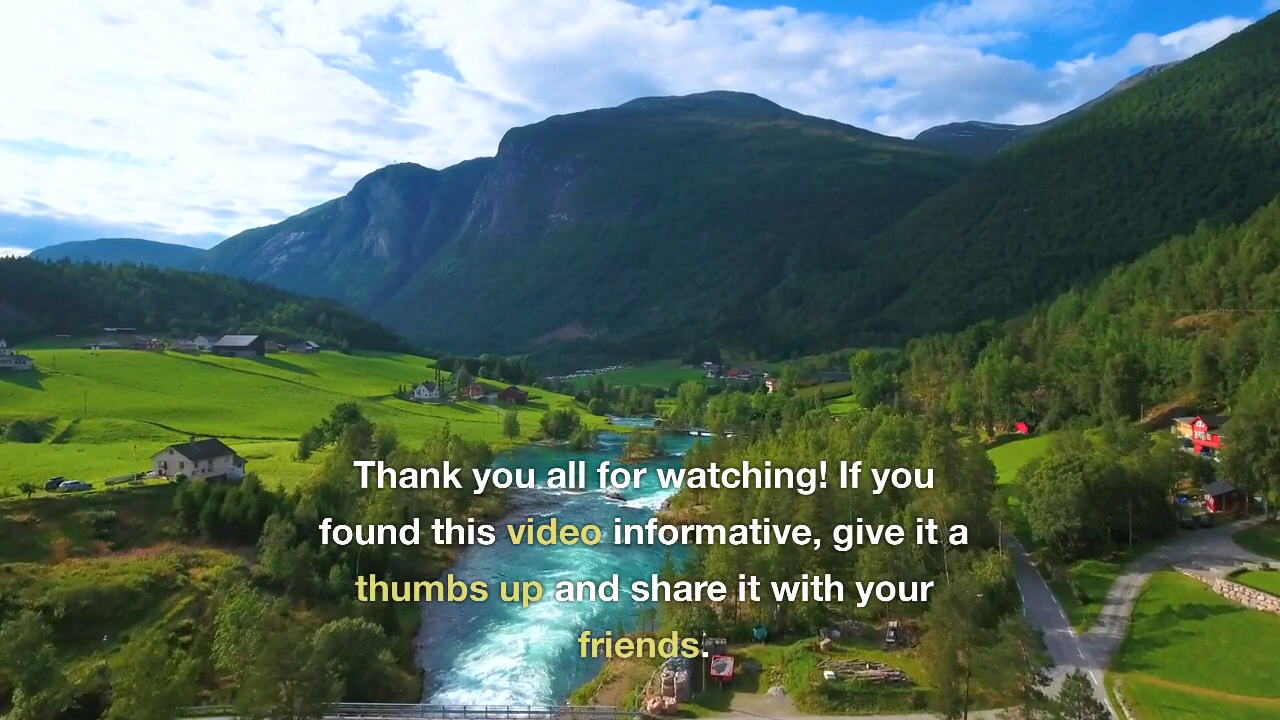 Thank you all for watching! If you
found this video informative, give it a
thumbs up and share it with your
friends.